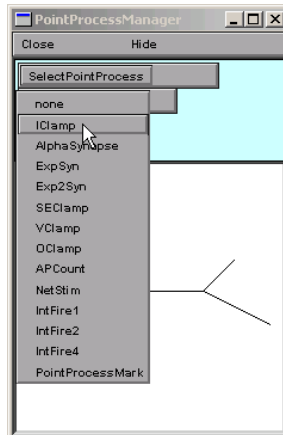 PointProcessManager
Close Hide
SelectPointProcess
none
IClamp
AlphaSynapse
ExpSyn
Exp2Syn
SEClamp
VClamp
OClamp
APCount
NetStim
IntFire1
IntFire2
IntFire4
PointProcessMark